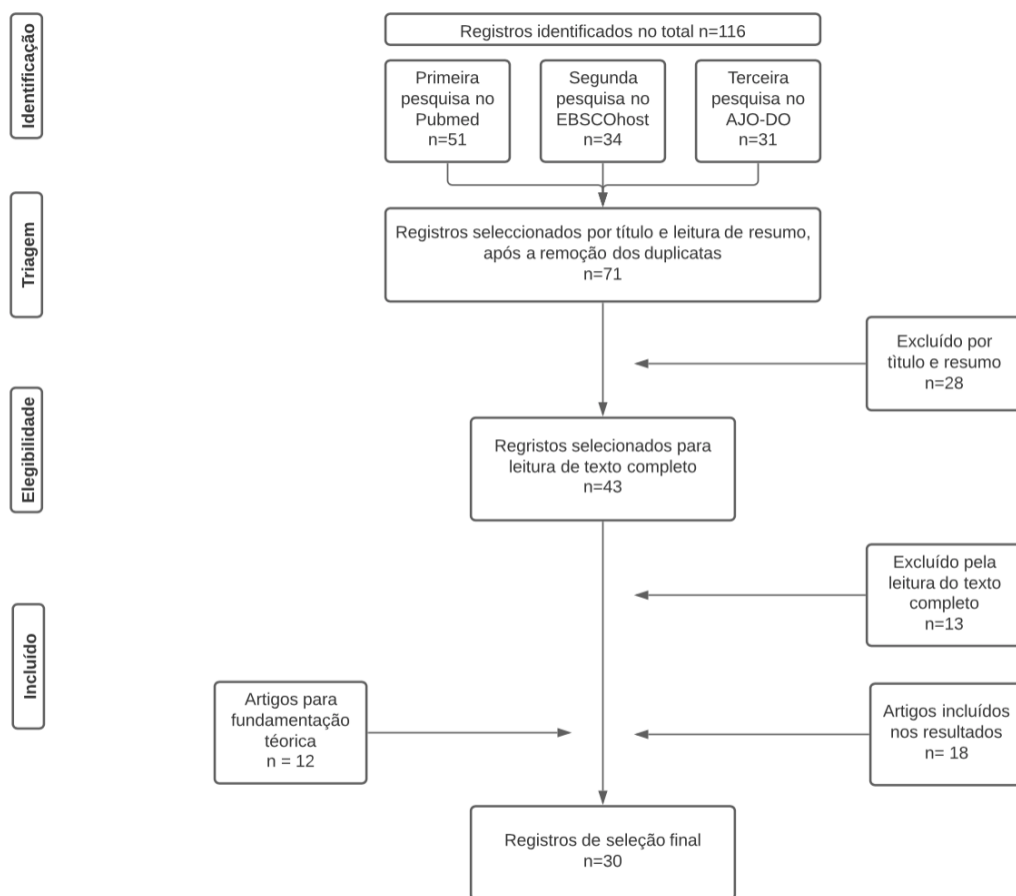 Identificação
Registros identificados no total n=116
Primeira
pesquisa no
Pubmed
n=51
Segunda
pesquisa no
EBSCOhost
n=34
Terceira
pesquisa no
AJO-DO
n=31
Triagem
Registros seleccionados por título e leitura de resumo,
após a remoção dos duplicatas
n=71
Excluído por
tìtulo e resumo
n=28
Elegibilidade
Regristos selecionados para
leitura de texto completo
n=43
Excluído pela
leitura do texto
completo
n=13
Incluído
Artigos para
fundamentação
téorica
n = 12
Artigos incluídos
nos resultados
n= 18
Registros de seleção final
n=30